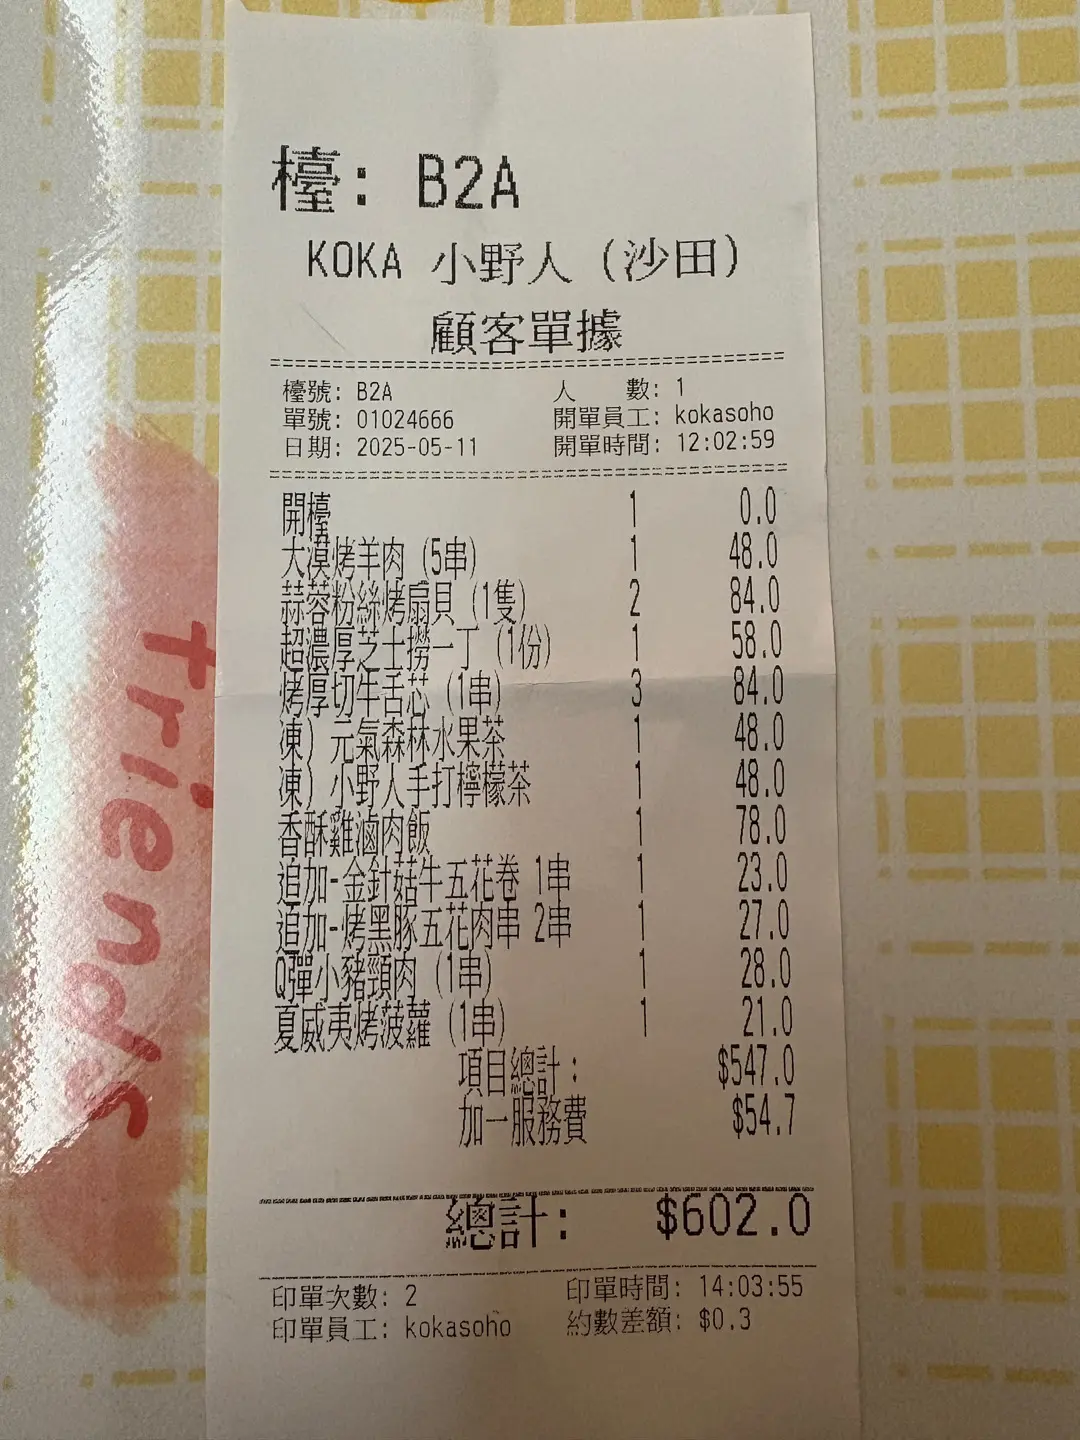 檯: B2A
KOKA 小野人 (沙田)
顧客單據
檯號: B2A 人 數: 1
單號: 01024666 開單員工: kokasoho
日期: 2025-05-11 開單時間: 12:02:59
開檯 1 0.0
大漠烤羊肉 (5串) 1 48.0
蒜蓉粉絲烤扇貝 (1隻) 2 84.0
超濃厚芝士撈一丁 (1份) 1 58.0
烤厚切牛舌芯 (1串) 3 84.0
凍) 元氣森林水果茶 1 48.0
凍) 小野人手打檸檬茶 1 48.0
香酥雞滷肉飯 1 78.0
追加-金針菇牛五花卷 1串 1 23.0
追加-烤黑豚五花肉串 2串 1 27.0
Q彈小豬頸肉 (1串) 1 28.0
夏威夷烤菠蘿 (1串) 1 21.0
項目總計: $547.0
加一服務費 $54.7
總計: $602.0
印單次數: 2 印單時間: 14:03:55
印單員工: kokasoho 約數差額: $0.3
friends